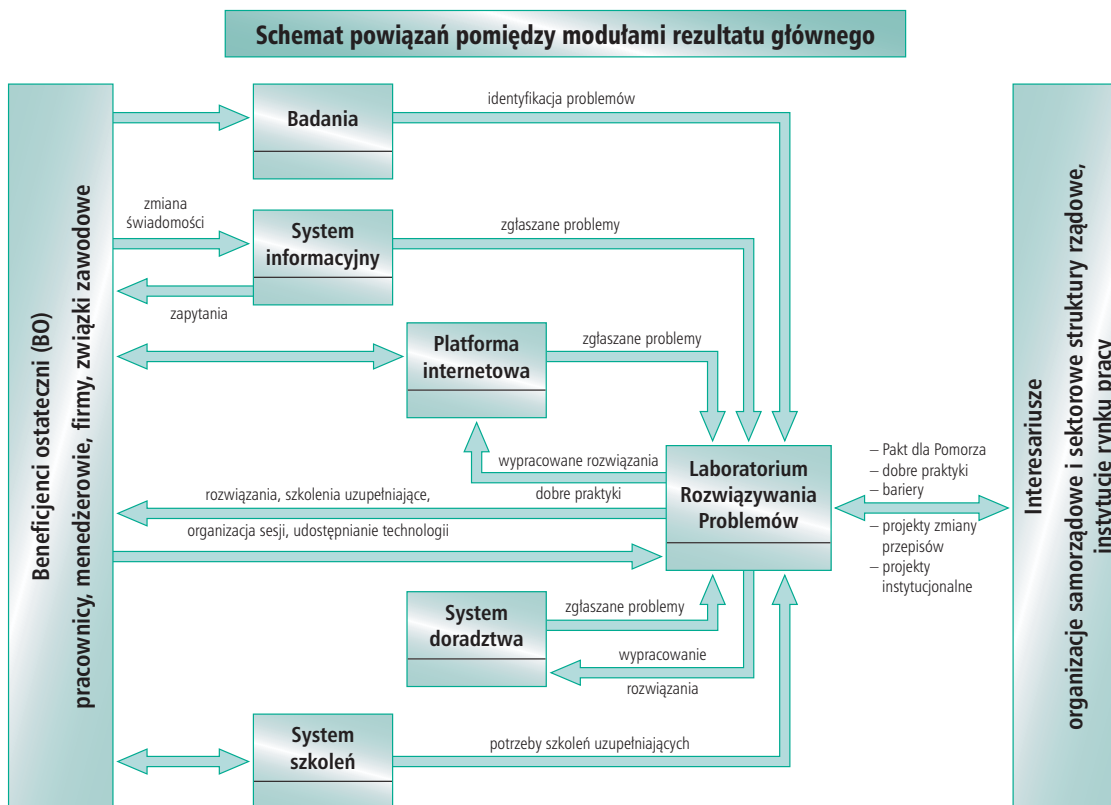 Schemat powiązań pomiędzy modułami rezultatu głównego
Beneficjenci ostateczni (BO)
pracownicy, menedżerowie, firmy, związki zawodowe
Badania
identyfikacja problemów
zmiana
świadomości
System
informacyjny
zgłaszane problemy
zapytania
Platforma
internetowa
zgłaszane problemy
wypracowane rozwiązania
dobre praktyki
rozwiązania, szkolenia uzupełniające,
organizacja sesji, udostępnianie technologii
Laboratorium
Rozwiązywania
Problemów
– Pakt dla Pomorza
– dobre praktyki
– bariery
– projekty zmiany
przepisów
– projekty
instytucjonalne
System
doradztwa
zgłaszane problemy
wypracowanie
rozwiązania
System
szkoleń
potrzeby szkoleń uzupełniających
Interesariusze
organizacje samorządowe i sektorowe struktury rządowe,
instytucje rynku pracy